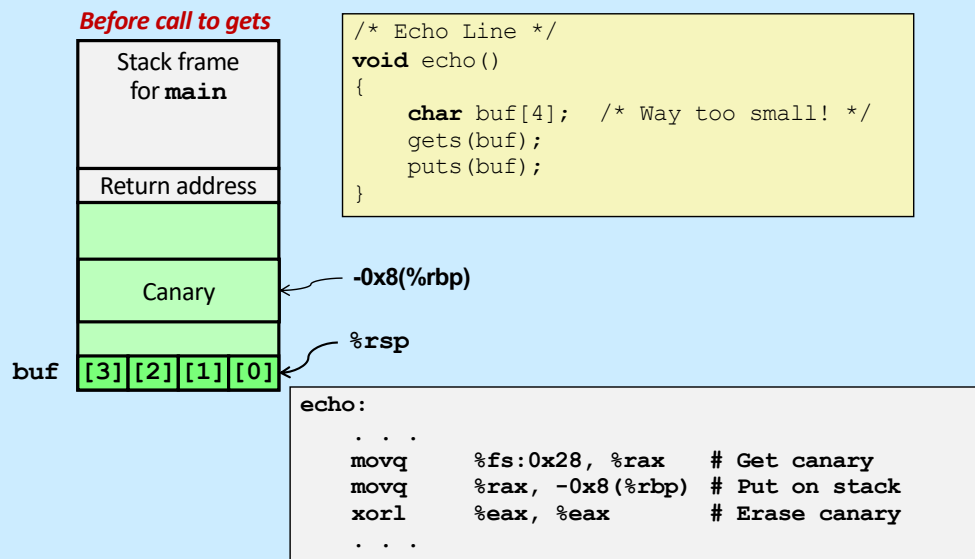 Before call to gets
Stack frame
for main
Return address
Canary
-0x8(%rbp)
%rsp
buf [3] [2] [1] [0]
/* Echo Line */
void echo()
{
    char buf[4];  /* Way too small! */
    gets(buf);
    puts(buf);
}
echo:
    . . .
    movq    %fs:0x28, %rax   # Get canary
    movq    %rax, -0x8(%rbp) # Put on stack
    xorl    %eax, %eax       # Erase canary
    . . .